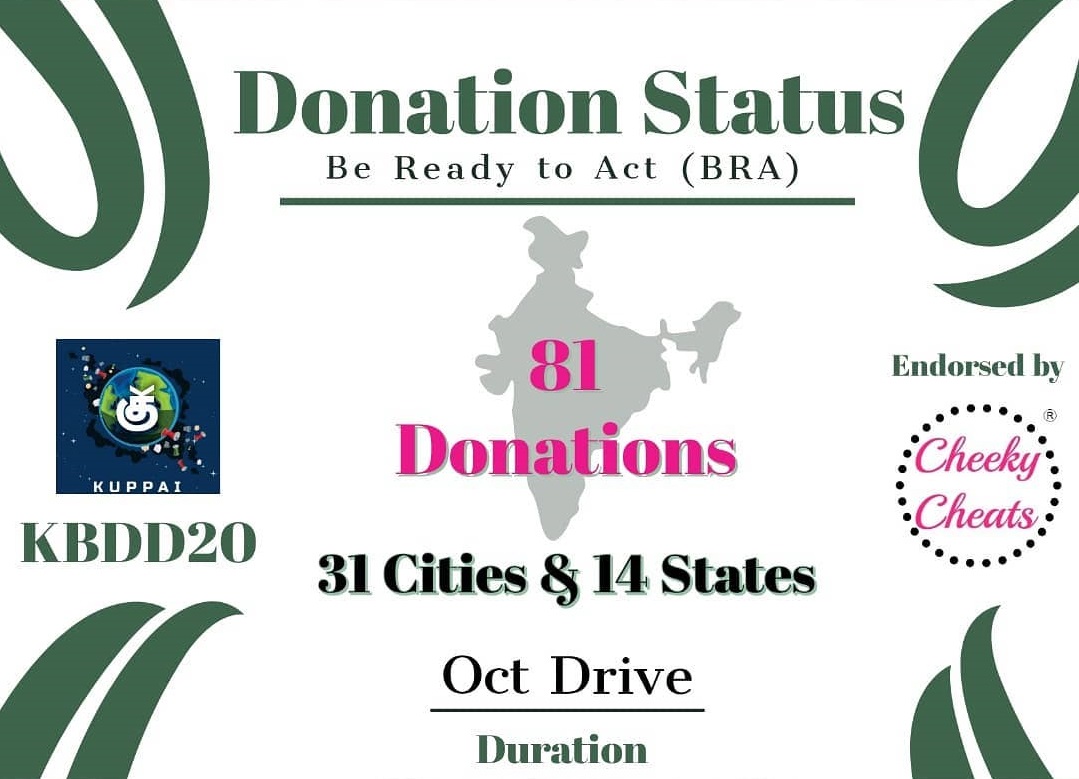 Donation Status
Be Ready to Act (BRA)
81
Donations
31 Cities & 14 States
Oct Drive
Duration
KUPPAI
KBDD20
Endorsed by
®
Cheeky
Cheats